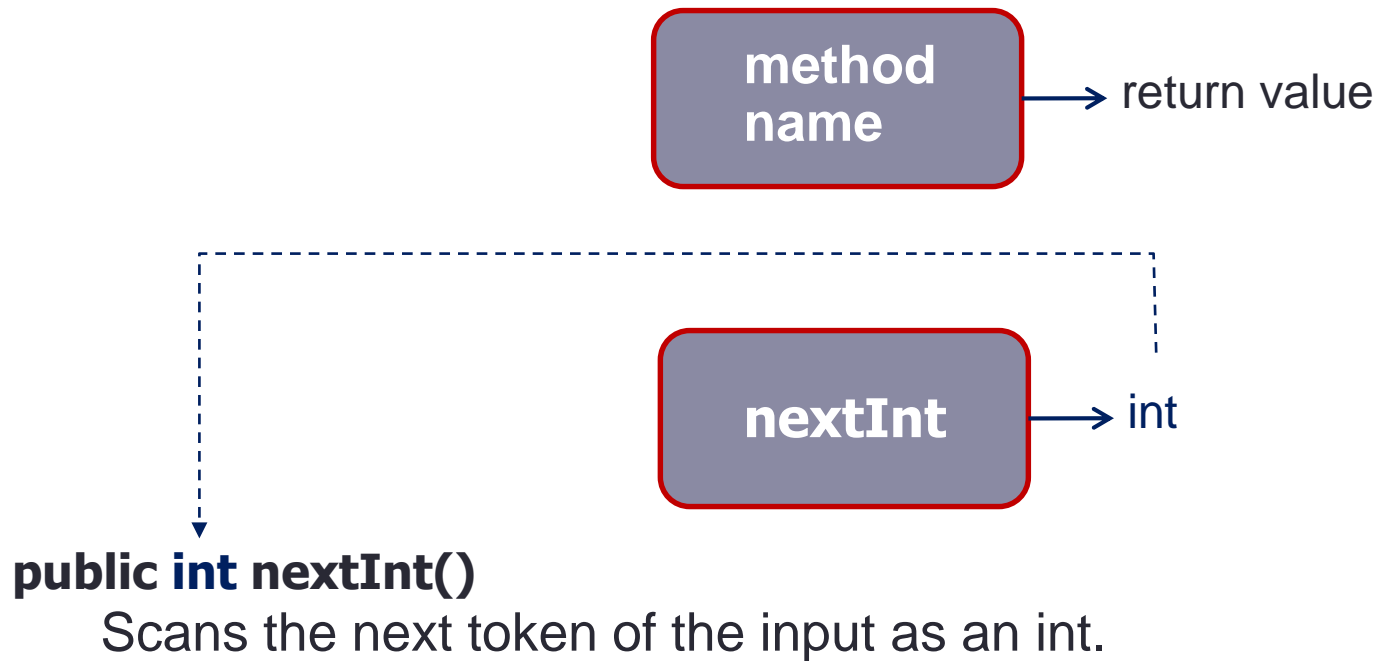 method
name
return value
nextInt
int
public int nextInt()
Scans the next token of the input as an int.